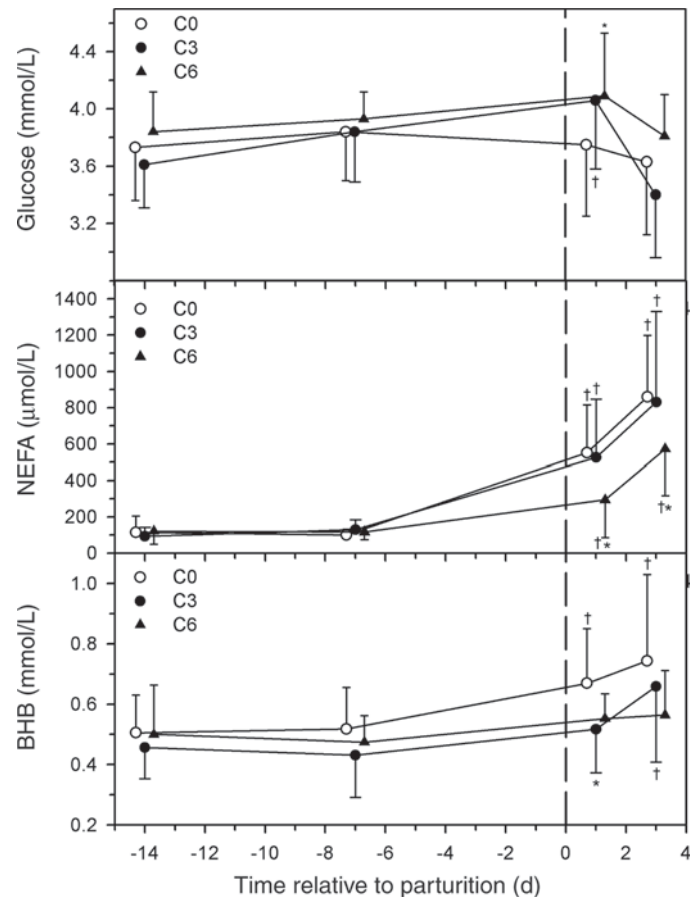 C0
C3
C6
Glucose (mmol/L)
4.4
4.0
3.6
3.2
*
†
C0
C3
C6
NEFA (μmol/L)
1400
1200
1000
800
600
400
200
0
† †
† †
†*
†*
C0
C3
C6
BHB (mmol/L)
1.0
0.8
0.6
0.4
0.2
†
†
*
†
-14 -12 -10 -8 -6 -4 -2 0 2 4
Time relative to parturition (d)